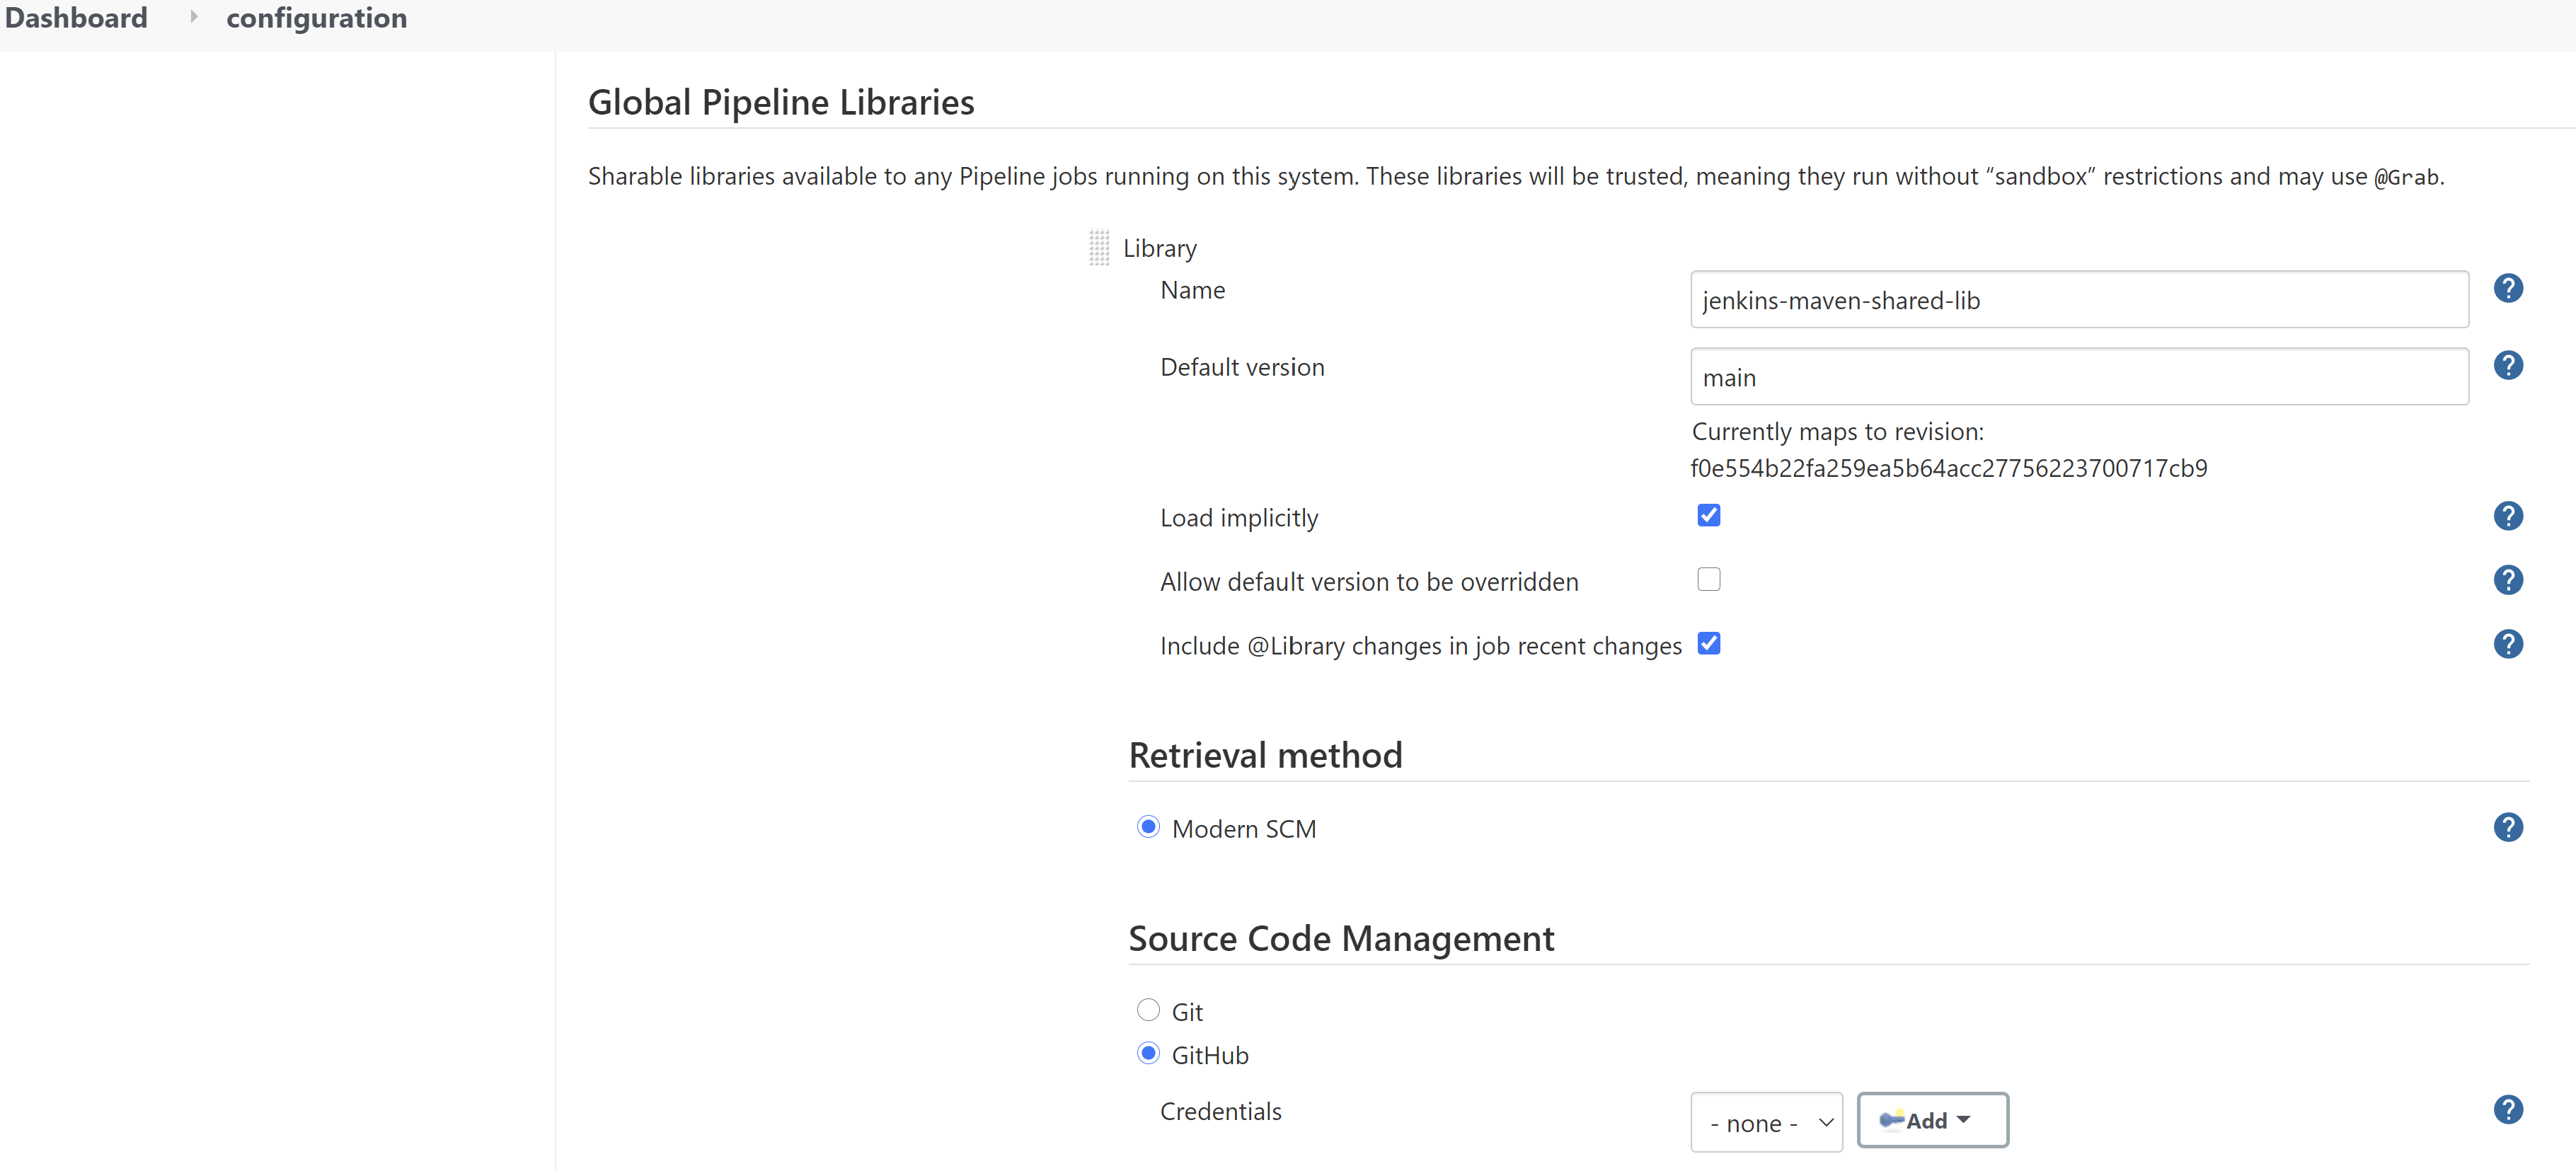 Dashboard configuration
Global Pipeline Libraries
Sharable libraries available to any Pipeline jobs running on this system. These libraries will be trusted, meaning they run without “sandbox” restrictions and may use @Grab.
Library
Name
jenkins-maven-shared-lib
?
Default version
main
?
Currently maps to revision:
f0e554b22fa259ea5b64acc27756223700717cb9
Load implicitly
?
Allow default version to be overridden
?
Include @Library changes in job recent changes
?
Retrieval method
Modern SCM
?
Source Code Management
Git
GitHub
Credentials
- none -
Add
?